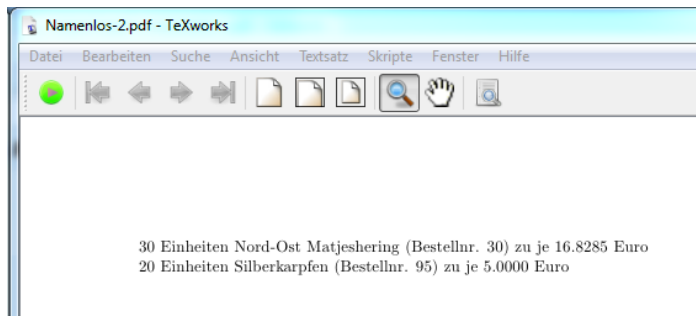 Namenlos-2.pdf - TeXworks
Datei Bearbeiten Suche Ansicht Textsatz Skripte Fenster Hilfe
30 Einheiten Nord-Ost Matjeshering (Bestellnr. 30) zu je 16.8285 Euro
20 Einheiten Silberkarpfen (Bestellnr. 95) zu je 5.0000 Euro